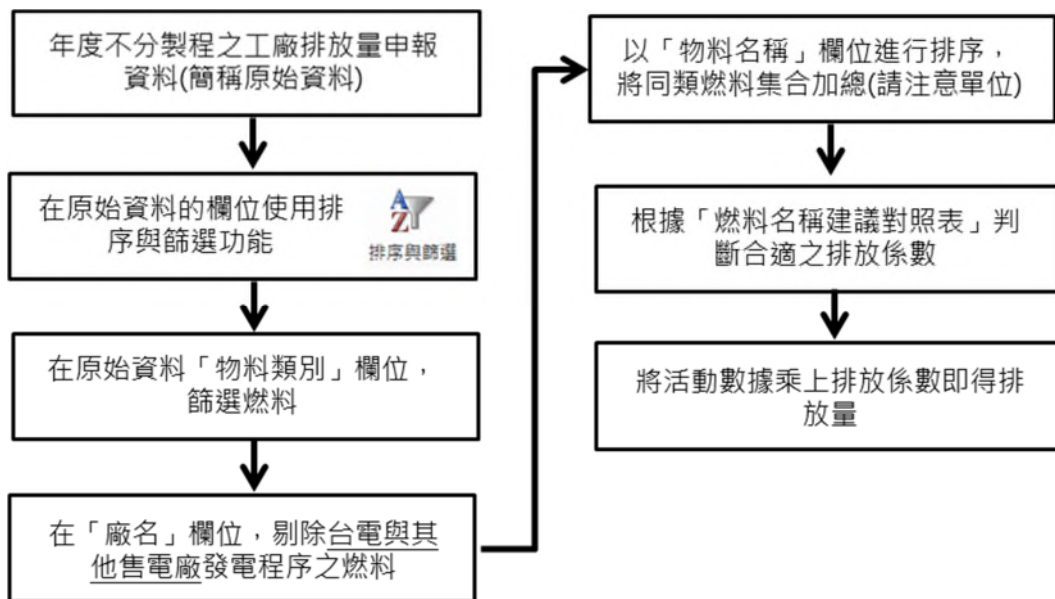 年度不分製程之工廠排放量申報
資料(簡稱原始資料)
在原始資料的欄位使用排
序與篩選功能
AZ
排序與篩選
在原始資料「物料類別」欄位，
篩選燃料
在「廠名」欄位，剔除台電與其
他售電廠發電程序之燃料
以「物料名稱」欄位進行排序，
將同類燃料集合加總(請注意單位)
根據「燃料名稱建議對照表」判
斷合適之排放係數
將活動數據乘上排放係數即得排
放量